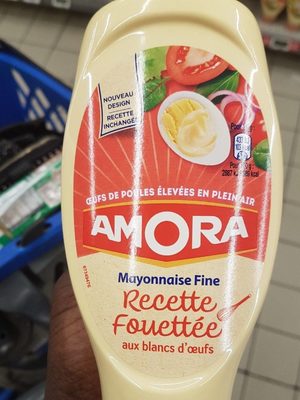 NOUVEAU
DESIGN
RECETTE
INCHANGÉE
ŒUFS DE POULES ÉLEVÉES EN PLEIN AIR
AMORA
Mayonnaise Fine
Recette
Fouettée
aux blancs d'œufs